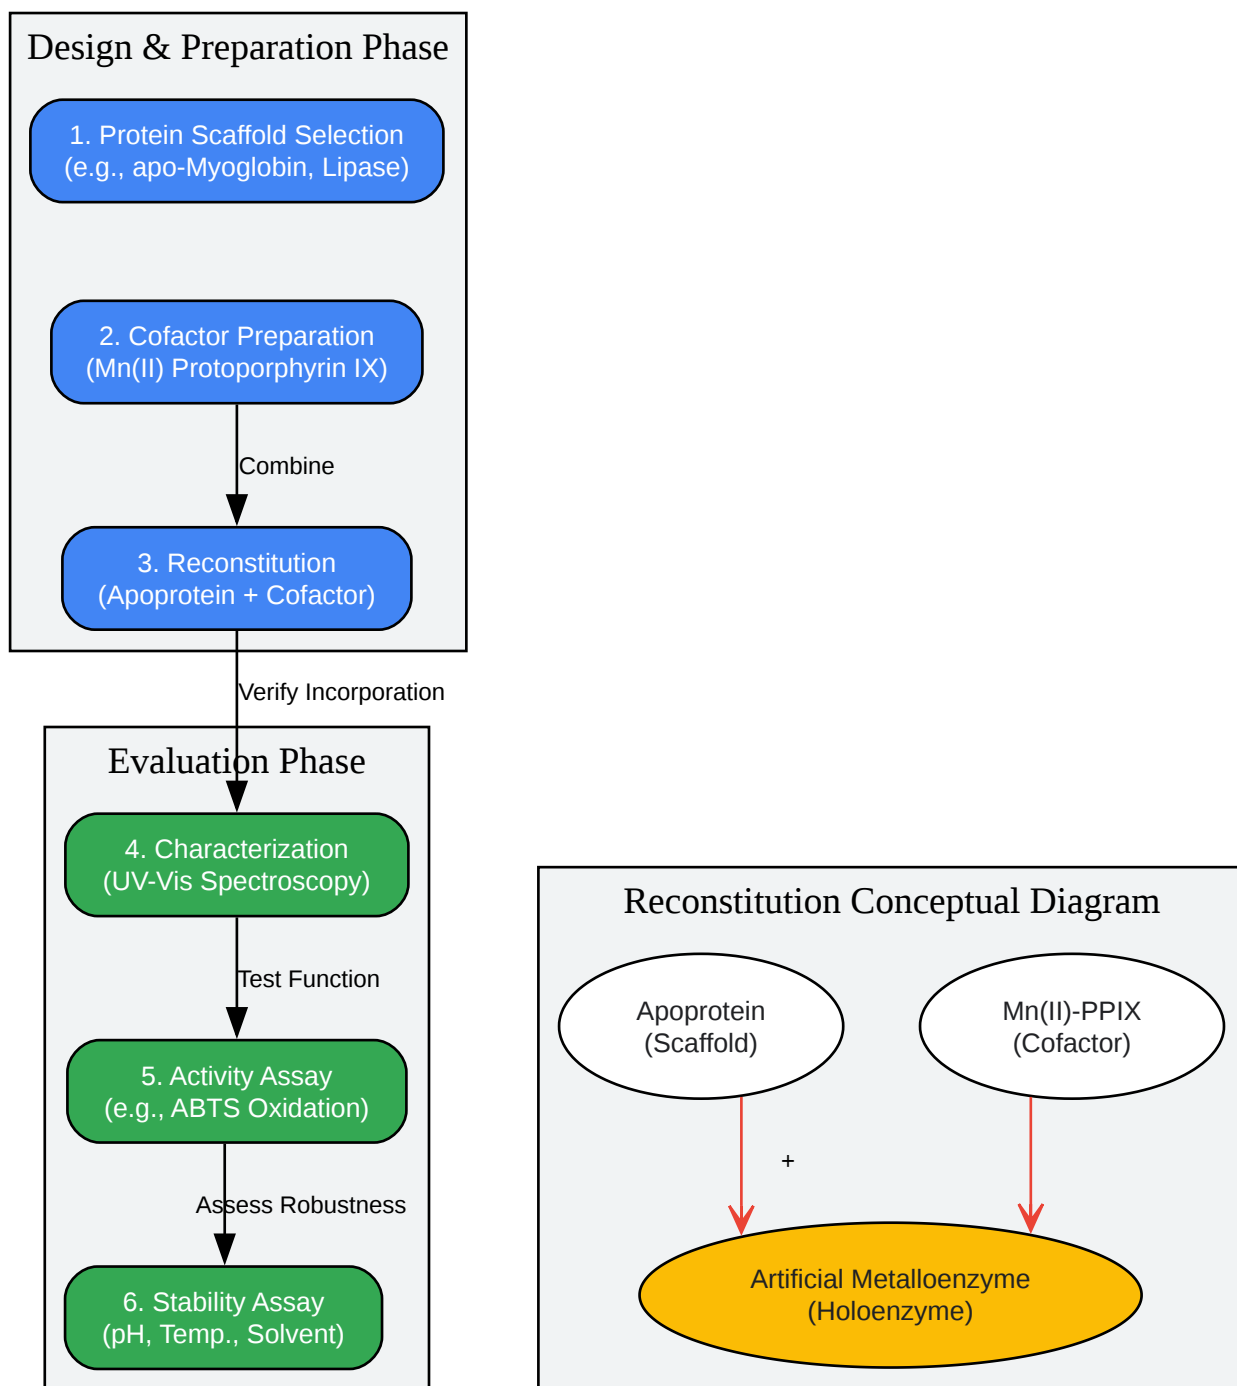 Design & Preparation Phase
1. Protein Scaffold Selection
(e.g., apo-Myoglobin, Lipase)
2. Cofactor Preparation
(Mn(II) Protoporphyrin IX)
Combine
3. Reconstitution
(Apoprotein + Cofactor)
Verify Incorporation
Evaluation Phase
4. Characterization
(UV-Vis Spectroscopy)
Test Function
5. Activity Assay
(e.g., ABTS Oxidation)
Assess Robustness
6. Stability Assay
(pH, Temp., Solvent)
Reconstitution Conceptual Diagram
Apoprotein
(Scaffold)
Mn(II)-PPIX
(Cofactor)
+
Artificial Metalloenzyme
(Holoenzyme)